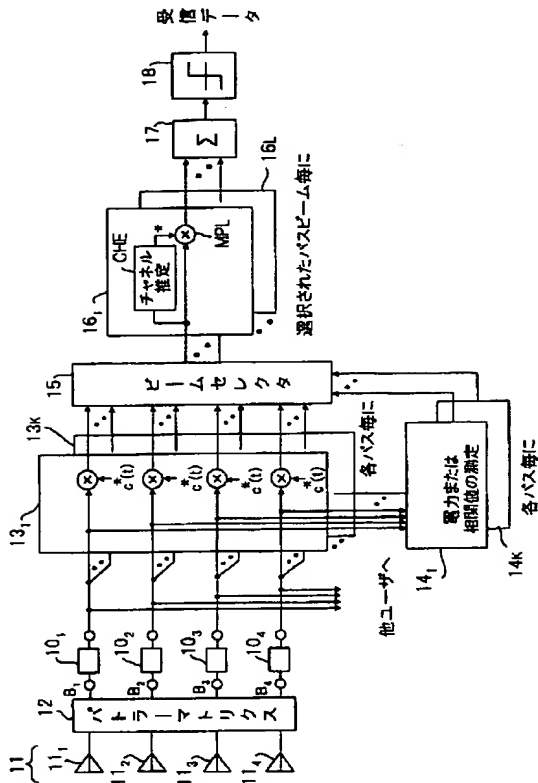 11
11₁
11₂
11₃
11₄
12
バトラーマトリクス
B₁
B₂
B₃
B₄
10₁
10₂
10₃
10₄
他ユーザへ
13₁
13K
c*(t)
c*(t)
c*(t)
c*(t)
各パス毎に
14₁
電力または
相関値の測定
14K
各パス毎に
15
ビームセレクタ
16₁
CHE
チャネル
推定
*
MPL
16L
選択されたパスビーム毎に
17
Σ
18
受信データ